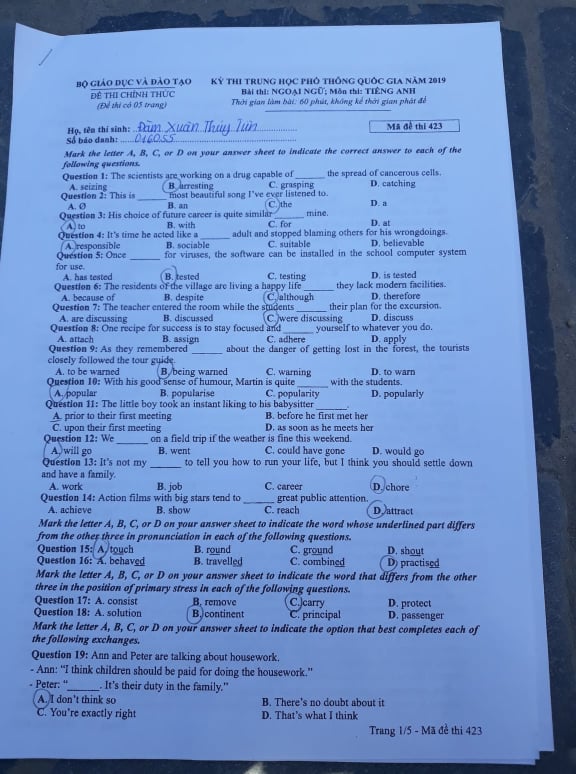 BỘ GIÁO DỤC VÀ ĐÀO TẠO
ĐỀ THI CHÍNH THỨC
(Đề thi có 05 trang)
KỲ THI TRUNG HỌC PHỔ THÔNG QUỐC GIA NĂM 2019
Bài thi: NGOẠI NGỮ; Môn thi: TIẾNG ANH
Thời gian làm bài: 60 phút, không kể thời gian phát đề
Họ, tên thí sinh: Đàm Xuân Thuỷ
Số báo danh: 0160.55
Mã đề thi 423
Mark the letter A, B, C, or D on your answer sheet to indicate the correct answer to each of the
following questions.
Question 1: The scientists are working on a drug capable of ______ the spread of cancerous cells.
A. seizing B. arresting C. grasping D. catching
Question 2: This is ______ most beautiful song I've ever listened to.
A. Ø B. an C. the D. a
Question 3: His choice of future career is quite similar ______ mine.
A. to B. with C. for D. at
Question 4: It's time he acted like a ______ adult and stopped blaming others for his wrongdoings.
A. responsible B. sociable C. suitable D. believable
Question 5: Once ______ for viruses, the software can be installed in the school computer system
for use.
A. has tested B. tested C. testing D. is tested
Question 6: The residents of the village are living a happy life ______ they lack modern facilities.
A. because of B. despite C. although D. therefore
Question 7: The teacher entered the room while the students ______ their plan for the excursion.
A. are discussing B. discussed C. were discussing D. discuss
Question 8: One recipe for success is to stay focused and ______ yourself to whatever you do.
A. attach B. assign C. adhere D. apply
Question 9: As they remembered ______ about the danger of getting lost in the forest, the tourists
closely followed the tour guide.
A. to be warned B. being warned C. warning D. to warn
Question 10: With his good sense of humour, Martin is quite ______ with the students.
A. popular B. popularise C. popularity D. popularly
Question 11: The little boy took an instant liking to his babysitter ______.
A. prior to their first meeting B. before he first met her
C. upon their first meeting D. as soon as he meets her
Question 12: We ______ on a field trip if the weather is fine this weekend.
A. will go B. went C. could have gone D. would go
Question 13: It's not my ______ to tell you how to run your life, but I think you should settle down
and have a family.
A. work B. job C. career D. chore
Question 14: Action films with big stars tend to ______ great public attention.
A. achieve B. show C. reach D. attract
Mark the letter A, B, C, or D on your answer sheet to indicate the word whose underlined part differs
from the other three in pronunciation in each of the following questions.
Question 15: A. touch B. round C. ground D. shout
Question 16: A. behaved B. travelled C. combined D. practised
Mark the letter A, B, C, or D on your answer sheet to indicate the word that differs from the other
three in the position of primary stress in each of the following questions.
Question 17: A. consist B. remove C. carry D. protect
Question 18: A. solution B. continent C. principal D. passenger
Mark the letter A, B, C, or D on your answer sheet to indicate the option that best completes each of
the following exchanges.
Question 19: Ann and Peter are talking about housework.
- Ann: “I think children should be paid for doing the housework.”
- Peter: “______. It's their duty in the family.”
A. I don't think so B. There's no doubt about it
C. You're exactly right D. That's what I think
Trang 1/5 - Mã đề thi 423